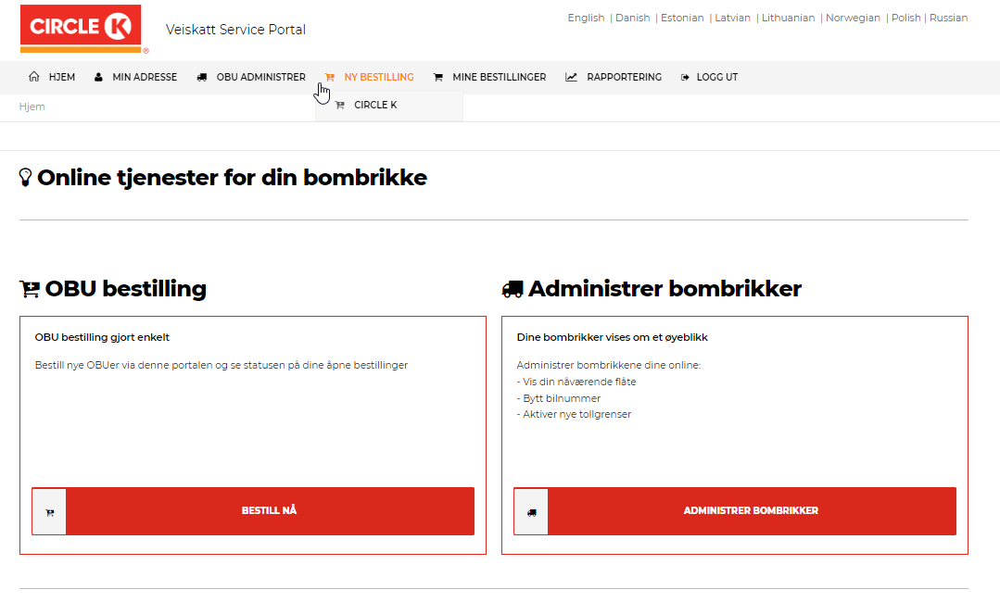 CIRCLE K
®
Veiskatt Service Portal
English | Danish | Estonian | Latvian | Lithuanian | Norwegian | Polish | Russian
HJEM MIN ADRESSE OBU ADMINISTRER NY BESTILLING MINE BESTILLINGER RAPPORTERING LOGG UT
CIRCLE K
Hjem
Online tjenester for din bombrikke
OBU bestilling
OBU bestilling gjort enkelt
Bestill nye OBUer via denne portalen og se statusen på dine åpne bestillinger
BESTILL NÅ
Administrer bombrikker
Dine bombrikker vises om et øyeblikk
Administrer bombrikkene dine online:
- Vis din nåværende flåte
- Bytt bilnummer
- Aktiver nye tollgrenser
ADMINISTRER BOMBRIKKER